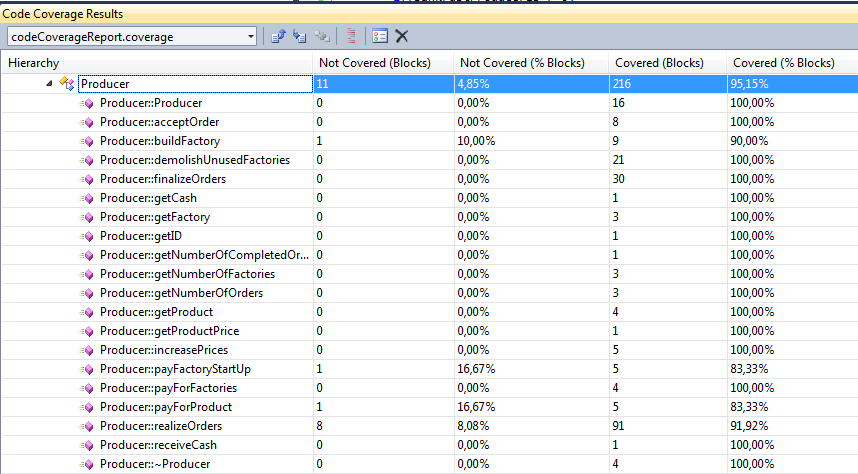 Code Coverage Results
codeCoverageReport.coverage
Hierarchy Not Covered (Blocks) Not Covered (% Blocks) Covered (Blocks) Covered (% Blocks)
Producer 11 4,85% 216 95,15%
Producer::Producer 0 0,00% 16 100,00%
Producer::acceptOrder 0 0,00% 8 100,00%
Producer::buildFactory 1 10,00% 9 90,00%
Producer::demolishUnusedFactories 0 0,00% 21 100,00%
Producer::finalizeOrders 0 0,00% 30 100,00%
Producer::getCash 0 0,00% 1 100,00%
Producer::getFactory 0 0,00% 3 100,00%
Producer::getID 0 0,00% 1 100,00%
Producer::getNumberOfCompletedOr... 0 0,00% 1 100,00%
Producer::getNumberOfFactories 0 0,00% 3 100,00%
Producer::getNumberOfOrders 0 0,00% 3 100,00%
Producer::getProduct 0 0,00% 4 100,00%
Producer::getProductPrice 0 0,00% 1 100,00%
Producer::increasePrices 0 0,00% 5 100,00%
Producer::payFactoryStartUp 1 16,67% 5 83,33%
Producer::payForFactories 0 0,00% 4 100,00%
Producer::payForProduct 1 16,67% 5 83,33%
Producer::realizeOrders 8 8,08% 91 91,92%
Producer::receiveCash 0 0,00% 1 100,00%
Producer::~Producer 0 0,00% 4 100,00%